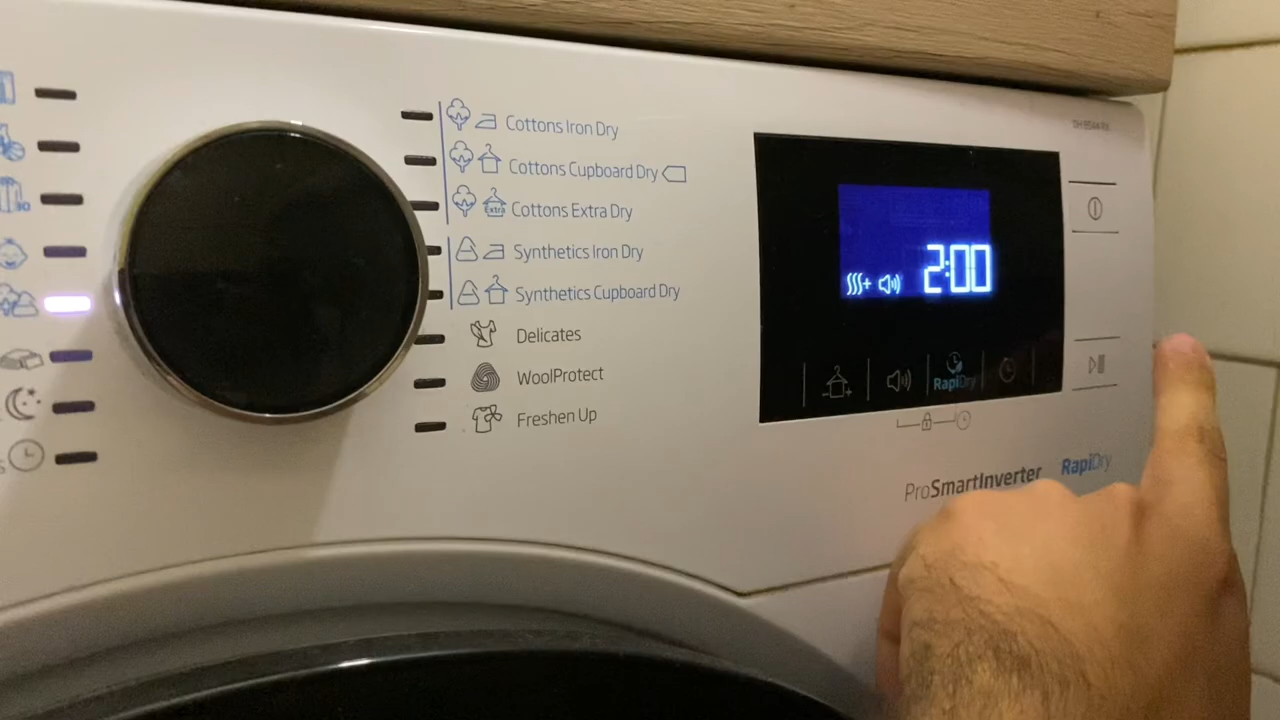 Cottons Iron Dry
Cottons Cupboard Dry
Extra
Cottons Extra Dry
Synthetics Iron Dry
Synthetics Cupboard Dry
Delicates
WoolProtect
Freshen Up
2:00
RapiDry
ProSmartInverter
RapiDry